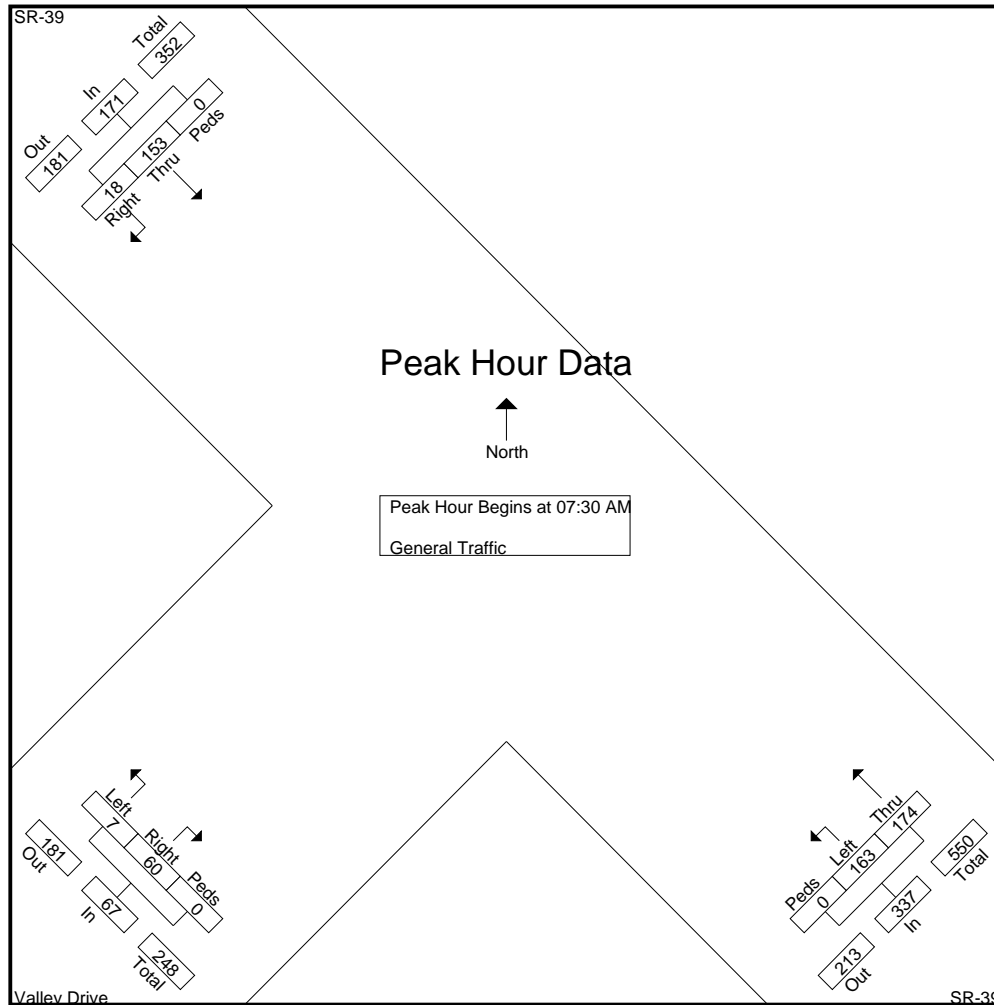 SR-39
Total
352
In
171
Out
181
0
Peds
153
Thru
18
Right
Peak Hour Data
North
Peak Hour Begins at 07:30 AM
General Traffic
Left
7
Right
60
Peds
0
181
Out
67
In
248
Total
Valley Drive
Thru
174
Left
163
Peds
0
550
Total
337
In
213
Out
SR-39